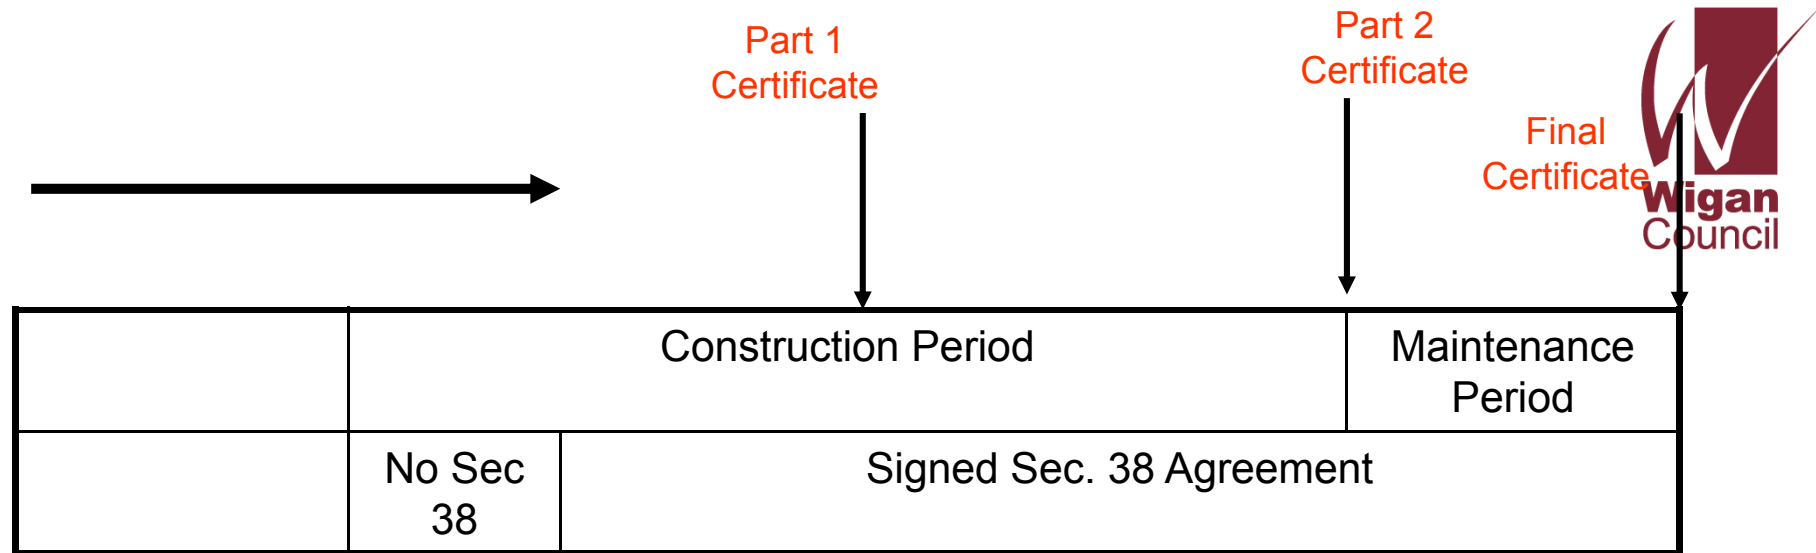 Part 1
Certificate
Part 2
Certificate
Final
Certificate
Wigan
Council
Construction Period
Maintenance
Period
No Sec
38
Signed Sec. 38 Agreement